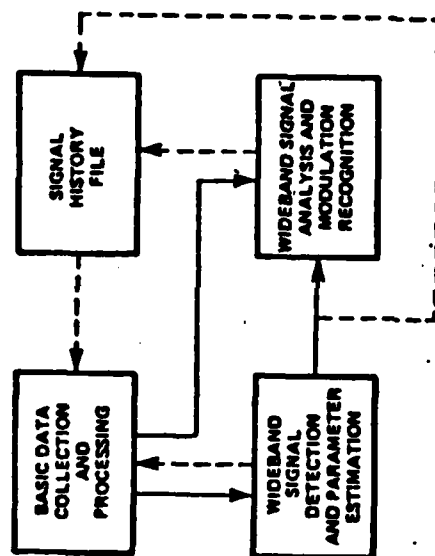 BASIC DATA
COLLECTION
AND
PROCESSING
SIGNAL
HISTORY
FILE
WIDEBAND
SIGNAL
DETECTION
AND PARAMETER
ESTIMATION
WIDEBAND SIGNAL
ANALYSIS AND
MODULATION
RECOGNITION